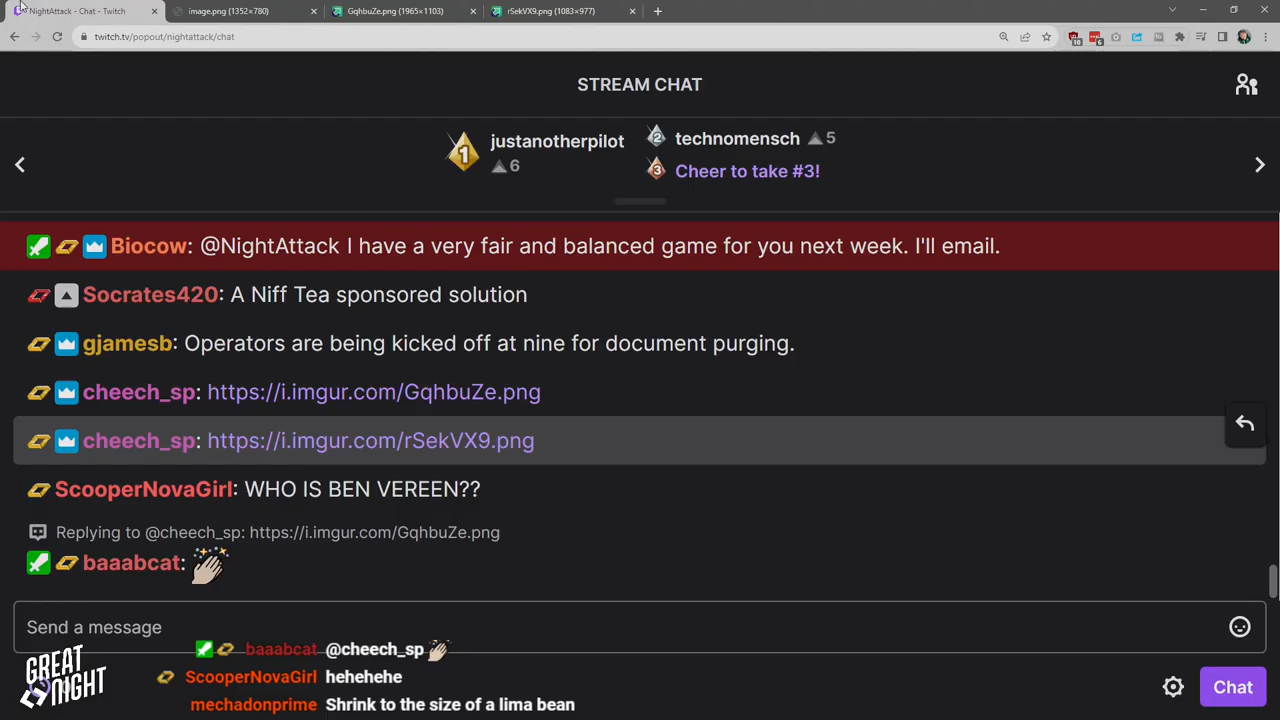 NightAttack - Chat - Twitch
image.png (1352×780)
GqhbuZe.png (1965×1103)
rSekVX9.png (1083×977)
twitch.tv/popout/nightattack/chat
10
6
STREAM CHAT
1
justanotherpilot
6
2 technomensch 5
3 Cheer to take #3!
Biocow: @NightAttack I have a very fair and balanced game for you next week. I'll email.
Socrates420: A Niff Tea sponsored solution
gjamesb: Operators are being kicked off at nine for document purging.
cheech_sp: https://i.imgur.com/GqhbuZe.png
cheech_sp: https://i.imgur.com/rSekVX9.png
ScooperNovaGirl: WHO IS BEN VEREEN??
Replying to @cheech_sp: https://i.imgur.com/GqhbuZe.png
baaabcat:
Send a message
baaabcat @cheech_sp
ScooperNovaGirl hehehehe
mechadonprime Shrink to the size of a lima bean
GREAT
NIGHT
Chat